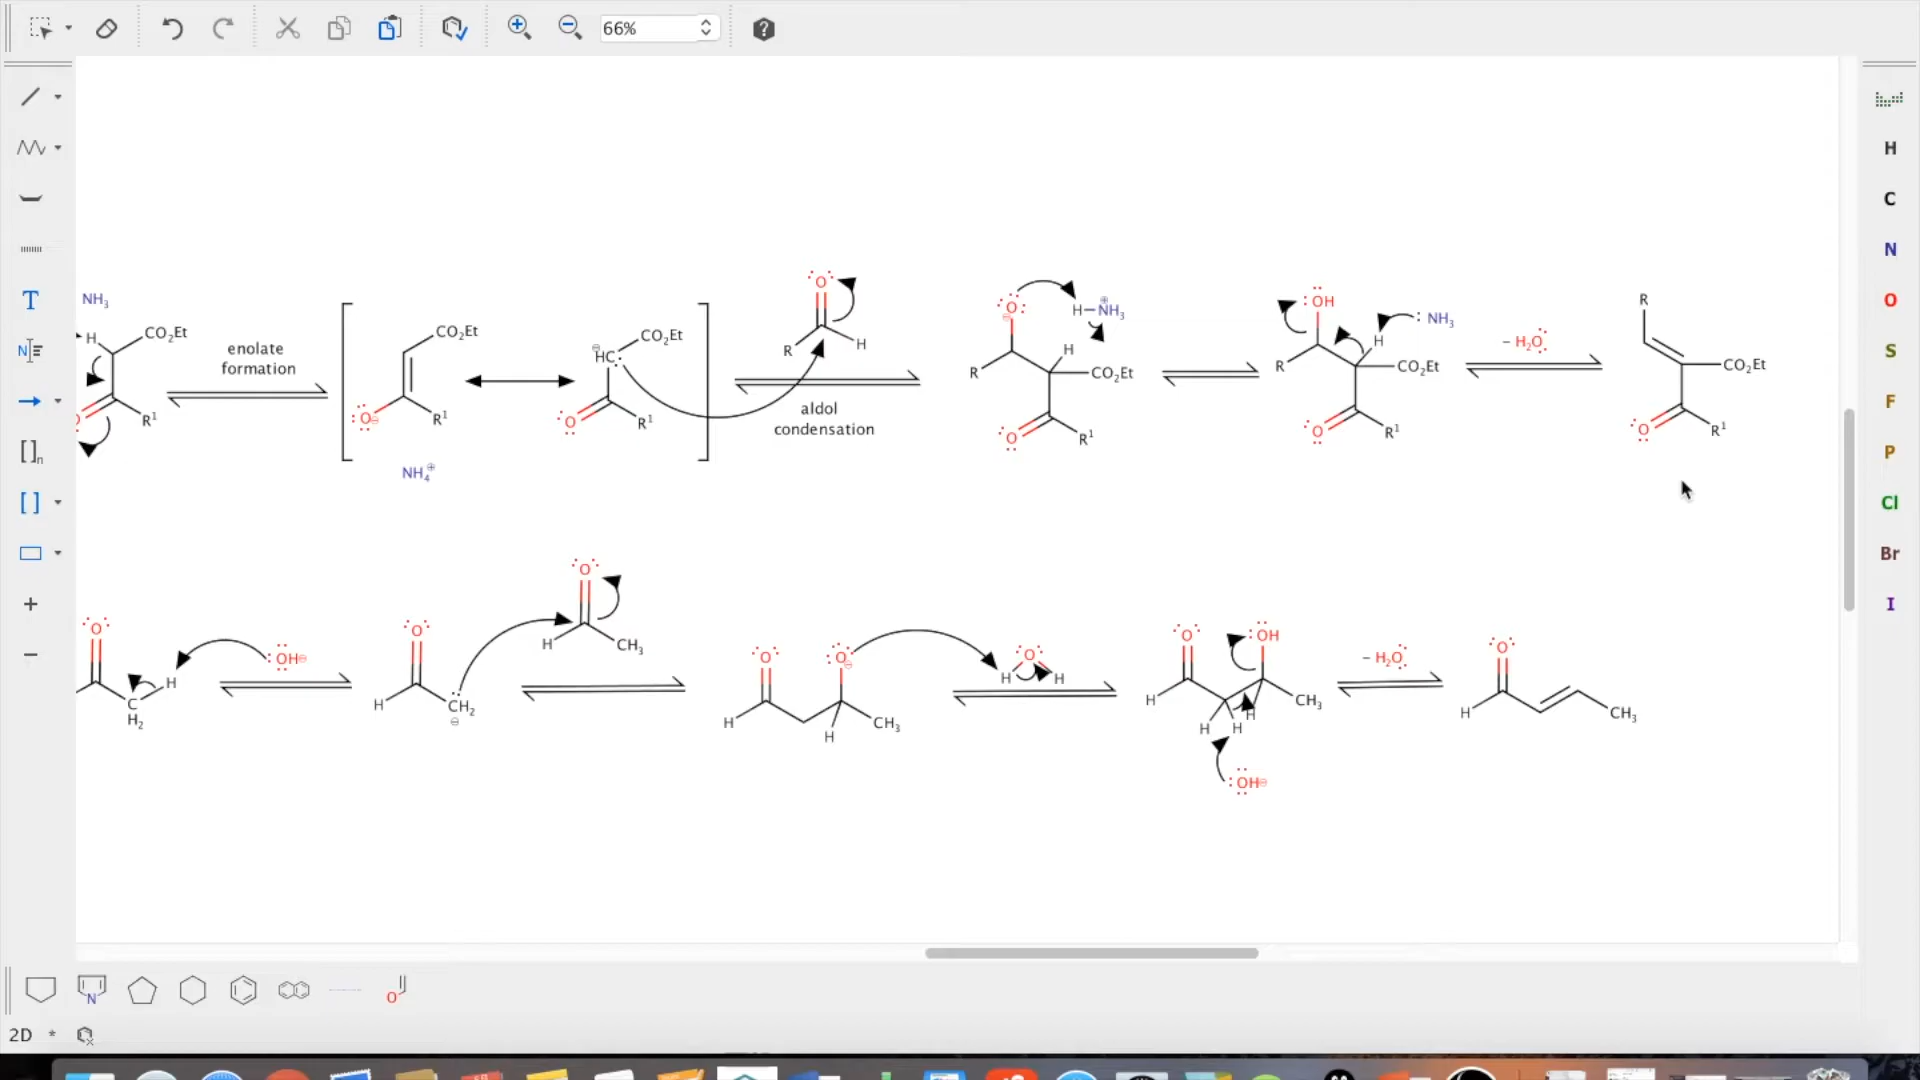 66%
?
H
C
N
O
S
F
P
Cl
Br
I
T
N
[ ]n
[ ]
NH₃
H
CO₂Et
O
R¹
enolate
formation
CO₂Et
:O:⊖
R¹
NH₄⊕
⊖
HC:
CO₂Et
O
R¹
O
R
H
aldol
condensation
O:
⊖
H–NH₃
⊕
H
R
CO₂Et
O
R¹
:OH
:NH₃
H
R
CO₂Et
O
R¹
– H₂O
R
CO₂Et
O
R¹
O
H
C
H₂
:OH⊖
O
H
CH₂
⊖
O
H
CH₃
O
O:
⊖
H
H
CH₃
O
H
H
O
:OH
H
H
H
H
CH₃
:OH⊖
– H₂O
O
H
CH₃
N
O
2D *